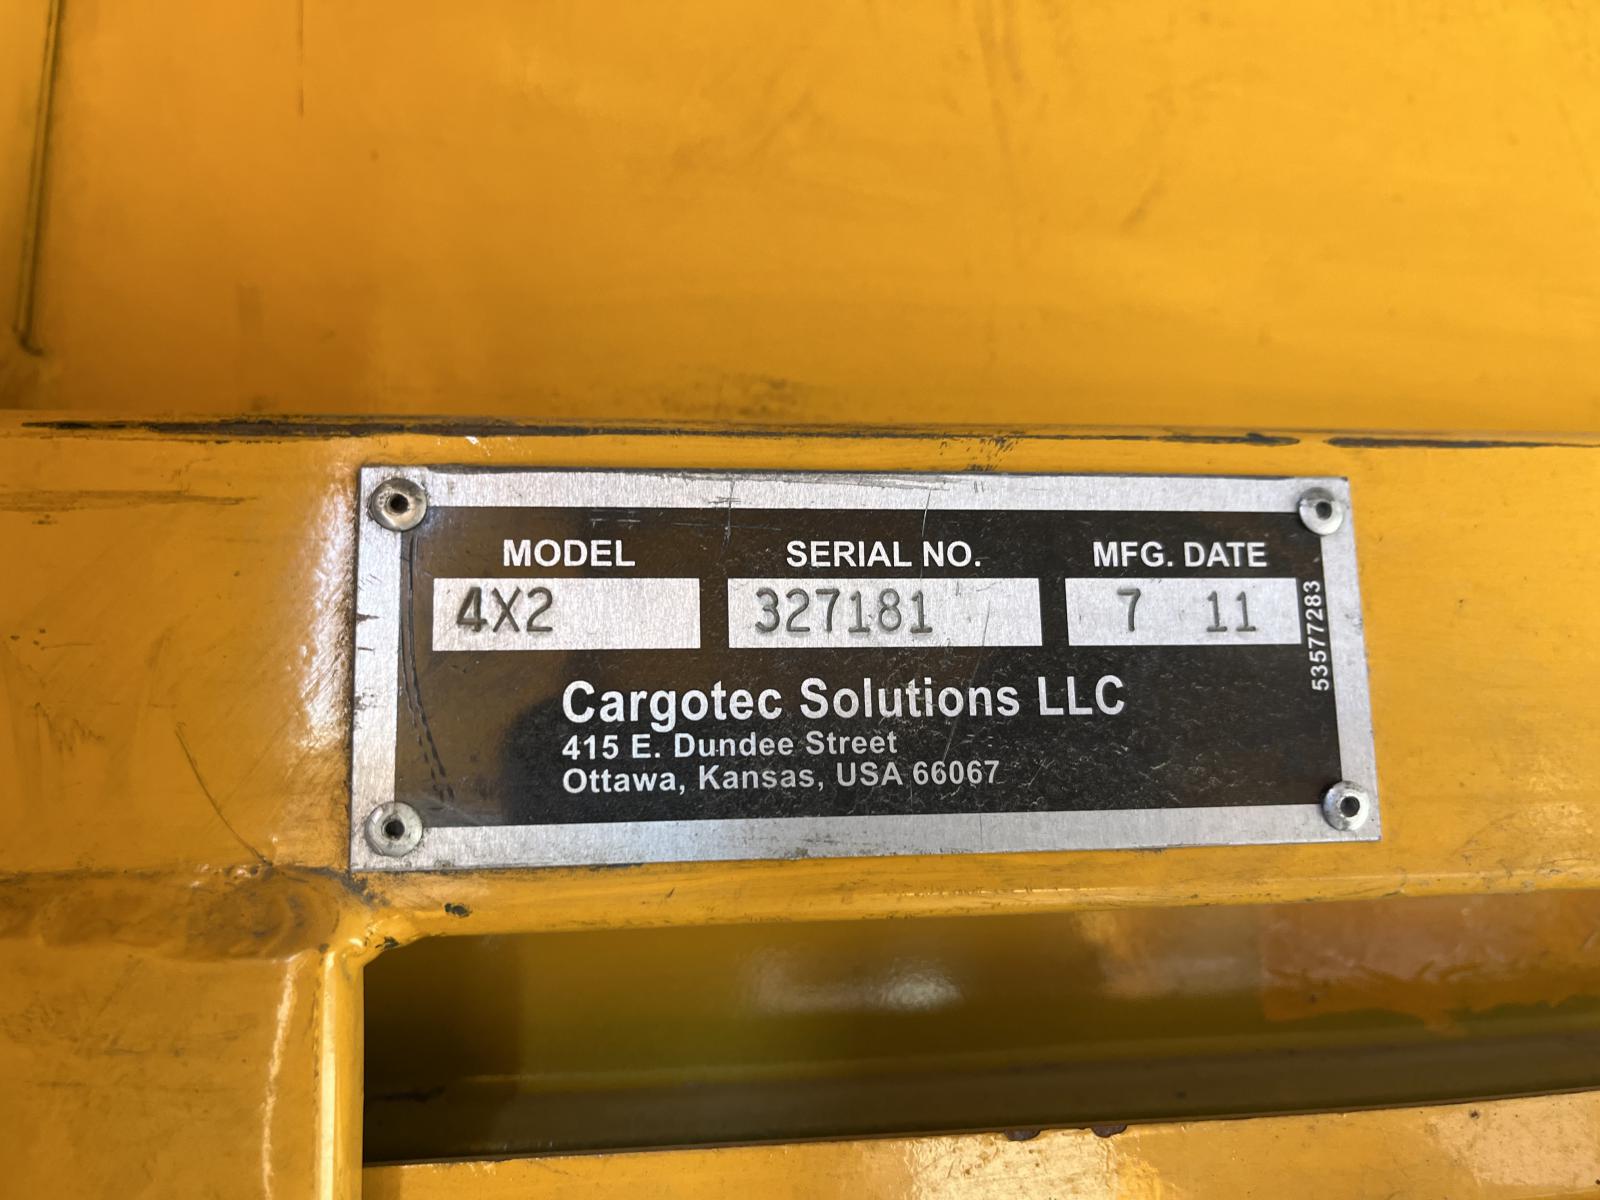 MODEL SERIAL NO. MFG. DATE
4X2 327181 7 11
53577283
Cargotec Solutions LLC
415 E. Dundee Street
Ottawa, Kansas, USA 66067